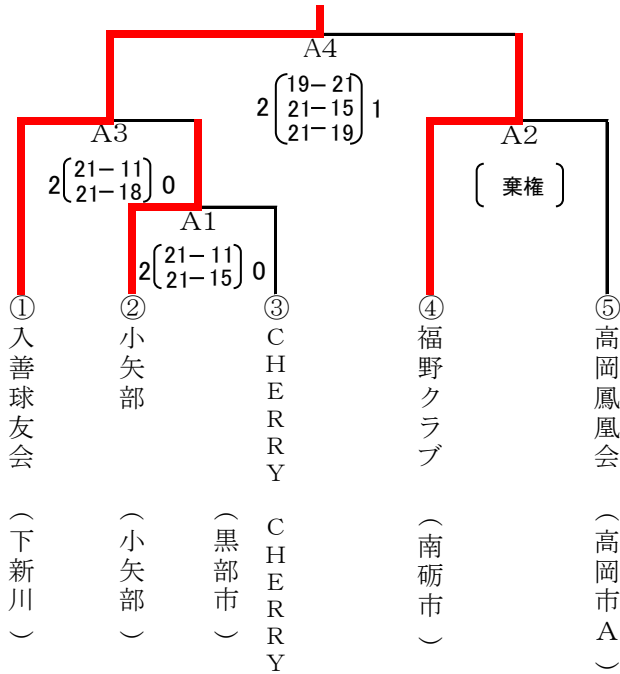 A4
2 19-21 1
21-15
21-19
A3
2 21-11 0
21-18
A2
棄権
A1
2 21-11 0
21-15
①入善球友会（下新川）
②小矢部（小矢部）
③CHERRY CHERRY
（黒部市）
④福野クラブ（南砺市）
⑤高岡鳳凰会（高岡市A）